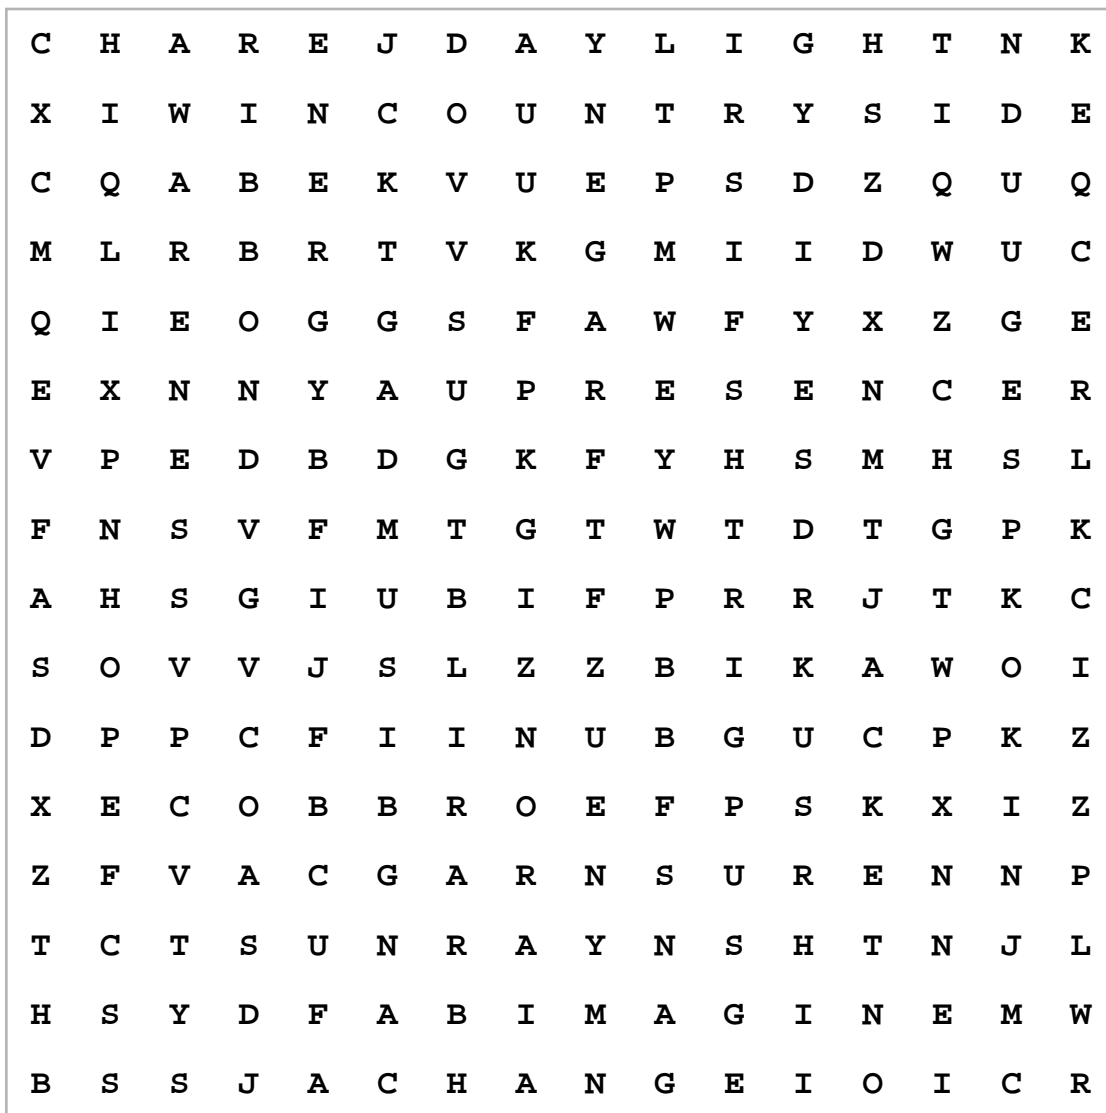 C H A R E J D A Y L I G H T N K
X I W I N C O U N T R Y S I D E
C Q A B E K V U E P S D Z Q U Q
M L R B R T V K G M I I D W U C
Q I E O G G S F A W F Y X Z G E
E X N N Y A U P R E S E N C E R
V P E D B D G K F Y H S M H S L
F N S V F M T G T W T D T G P K
A H S G I U B I F P R R J T K C
S O V V J S L Z Z B I K A W O I
D P P C F I I N U B G U C P K Z
X E C O B B R O E F P S K X I Z
Z F V A C G A R N S U R E N N P
T C T S U N R A Y N S H T N J L
H S Y D F A B I M A G I N E M W
B S S J A C H A N G E I O I C R